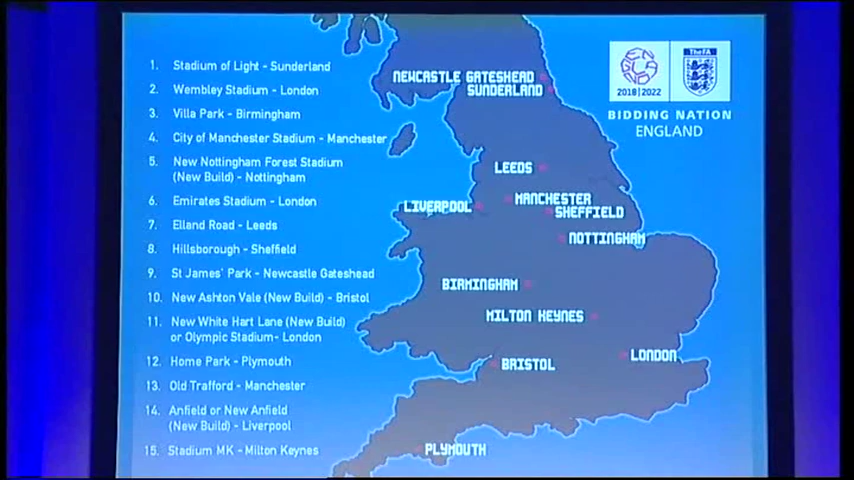 1. Stadium of Light - Sunderland
2. Wembley Stadium - London
3. Villa Park - Birmingham
4. City of Manchester Stadium - Manchester
5. New Nottingham Forest Stadium
(New Build) - Nottingham
6. Emirates Stadium - London
7. Elland Road - Leeds
8. Hillsborough - Sheffield
9. St James' Park - Newcastle Gateshead
10. New Ashton Vale (New Build) - Bristol
11. New White Hart Lane (New Build)
or Olympic Stadium- London
12. Home Park - Plymouth
13. Old Trafford - Manchester
14. Anfield or New Anfield
(New Build) - Liverpool
15. Stadium MK - Milton Keynes
NEWCASTLE GATESHEAD
SUNDERLAND
LEEDS
MANCHESTER
LIVERPOOL
SHEFFIELD
NOTTINGHAM
BIRMINGHAM
MILTON KEYNES
LONDON
BRISTOL
PLYMOUTH
2018|2022
TheFA
BIDDING NATION
ENGLAND